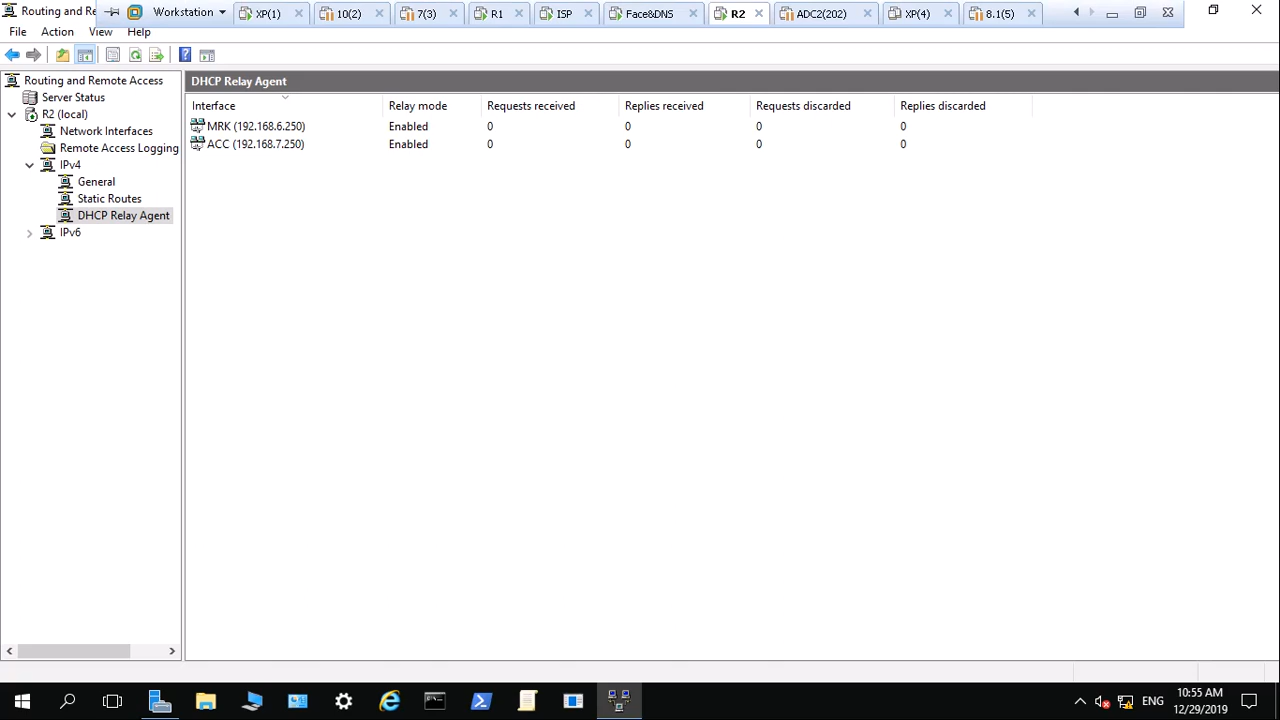 Routing and Re
Workstation
XP(1)
10(2)
7(3)
R1
ISP
Face&DNS
R2
ADC2(2)(2)
XP(4)
8.1(5)
File Action View Help
Routing and Remote Access
Server Status
R2 (local)
Network Interfaces
Remote Access Logging
IPv4
General
Static Routes
DHCP Relay Agent
IPv6
DHCP Relay Agent
Interface Relay mode Requests received Replies received Requests discarded Replies discarded
MRK (192.168.6.250) Enabled 0 0 0 0
ACC (192.168.7.250) Enabled 0 0 0 0
ENG
10:55 AM
12/29/2019